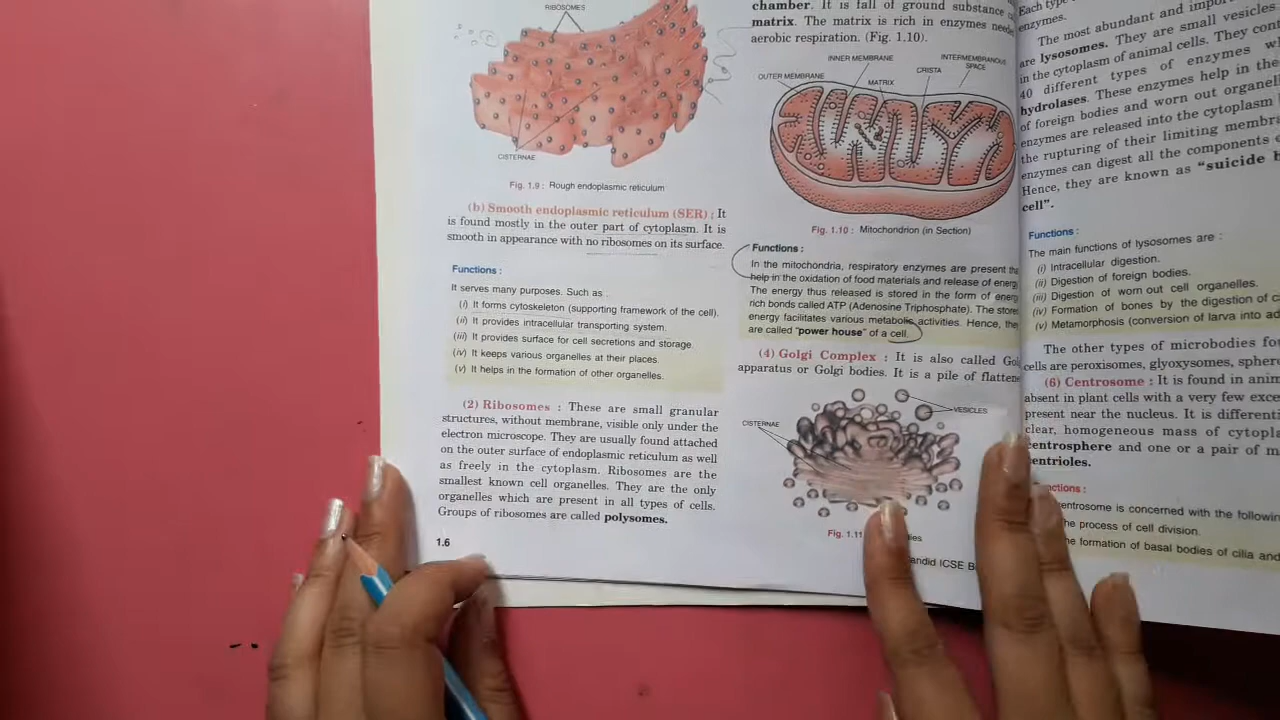 RIBOSOMES
CISTERNAE
Fig. 1.9 : Rough endoplasmic reticulum
(b) Smooth endoplasmic reticulum (SER) : It
is found mostly in the outer part of cytoplasm. It is
smooth in appearance with no ribosomes on its surface.
Functions :
It serves many purposes. Such as .
(i) It forms cytoskeleton (supporting framework of the cell).
(ii) It provides intracellular transporting system.
(iii) It provides surface for cell secretions and storage.
(iv) It keeps various organelles at their places.
(v) It helps in the formation of other organelles.
(2) Ribosomes : These are small granular
structures, without membrane, visible only under the
electron microscope. They are usually found attached
on the outer surface of endoplasmic reticulum as well
as freely in the cytoplasm. Ribosomes are the
smallest known cell organelles. They are the only
organelles which are present in all types of cells.
Groups of ribosomes are called polysomes.
1.6
chamber. It is fall of ground substance
matrix. The matrix is rich in enzymes
aerobic respiration. (Fig. 1.10).
OUTER MEMBRANE
INNER MEMBRANE
MATRIX
CRISTA
INTERMEMBRANOUS
SPACE
Fig. 1.10 : Mitochondrion (in Section)
Functions :
In the mitochondria, respiratory enzymes are present
help in the oxidation of food materials and release of
The energy thus released is stored in the form of
rich bonds called ATP (Adenosine Triphosphate). The
energy facilitates various metabolic activities. Hence,
are called "power house" of a cell.
(4) Golgi Complex : It is also called
apparatus or Golgi bodies. It is a pile of
CISTERNAE
VESICLES
Fig. 1.11
ICSE
Each type
enzymes.
The most abundant and
are lysosomes. They are small vesicles
in the cytoplasm of animal cells. They
40 different types of enzymes
hydrolases. These enzymes help in the
of foreign bodies and worn out
enzymes are released into the cytoplasm
the rupturing of their limiting
enzymes can digest all the components
Hence, they are known as "suicide
cell".
Functions :
The main functions of lysosomes are :
(i) Intracellular digestion.
(ii) Digestion of foreign bodies.
(iii) Digestion of worn out cell organelles.
(iv) Formation of bones by the digestion of
(v) Metamorphosis (conversion of larva into
The other types of microbodies
cells are peroxisomes, glyoxysomes,
(6) Centrosome : It is found in
absent in plant cells with a very few
present near the nucleus. It is
clear, homogeneous mass of
centrosphere and one or a pair of
is concerned with the
process of cell division.
formation of basal bodies of cilia and